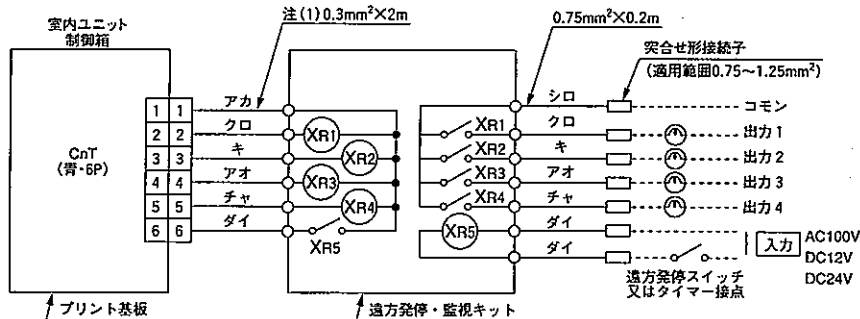 注(1)0.3mm²×2m
0.75mm²×0.2m
室内ユニット
制御箱
突合せ形接続子
(適用範囲0.75〜1.25mm²)
CnT
(青・6P)
1 1 アカ
2 2 クロ
3 3 キ
4 4 アオ
5 5 チャ
6 6 ダイ
XR1
XR2
XR3
XR4
XR5
XR1
XR2
XR3
XR4
XR5
シロ コモン
クロ 出力1
キ 出力2
アオ 出力3
チャ 出力4
ダイ
ダイ
入力
AC100V
DC12V
DC24V
遠方発停スイッチ
又はタイマー接点
プリント基板
遠方発停・監視キット